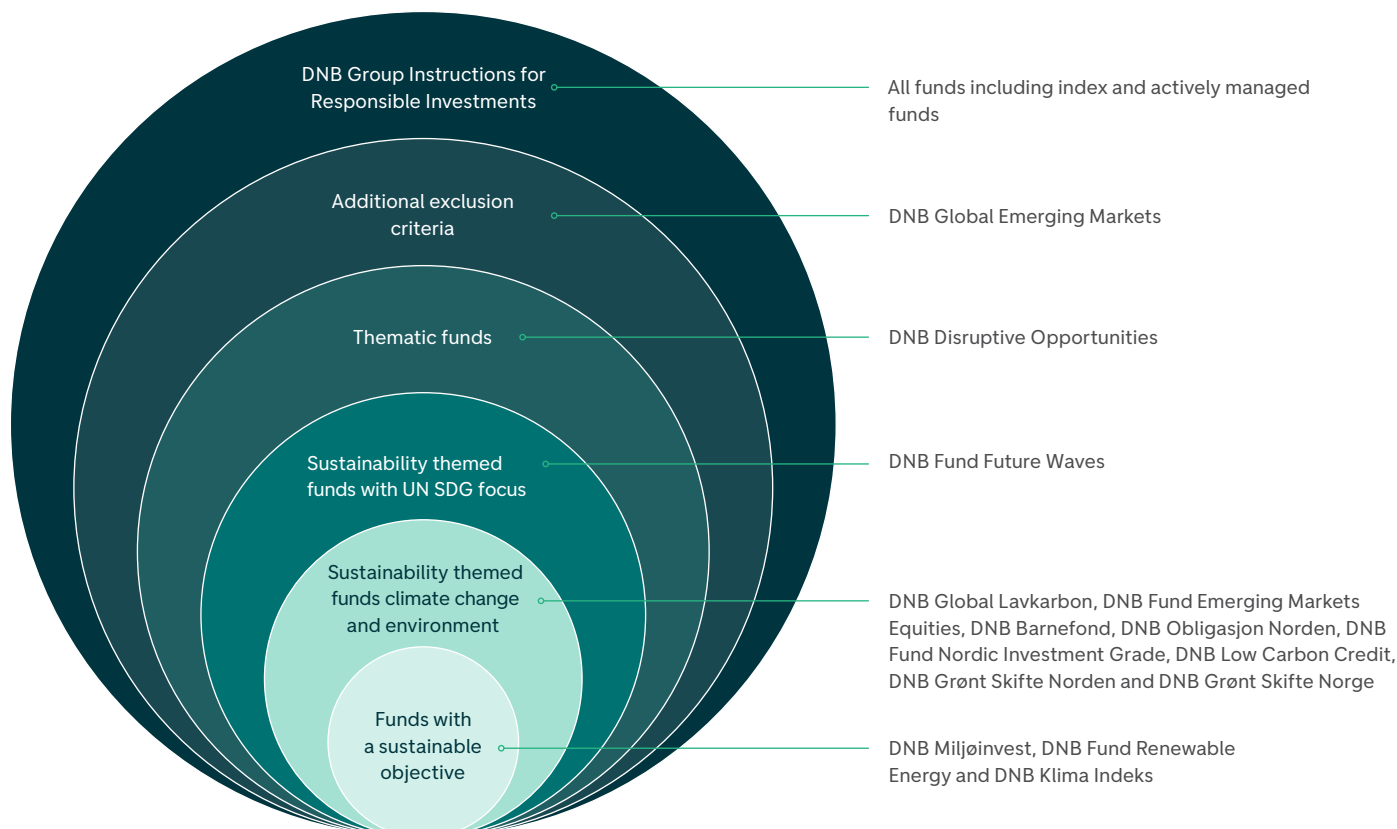 DNB Group Instructions for
Responsible Investments
All funds including index and actively managed
funds
Additional exclusion
criteria
DNB Global Emerging Markets
Thematic funds
DNB Disruptive Opportunities
Sustainability themed
funds with UN SDG focus
DNB Fund Future Waves
Sustainability themed
funds climate change
and environment
DNB Global Lavkarbon, DNB Fund Emerging Markets
Equities, DNB Barnefond, DNB Obligasjon Norden, DNB
Fund Nordic Investment Grade, DNB Low Carbon Credit,
DNB Grønt Skifte Norden and DNB Grønt Skifte Norge
Funds with
a sustainable
objective
DNB Miljøinvest, DNB Fund Renewable
Energy and DNB Klima Indeks